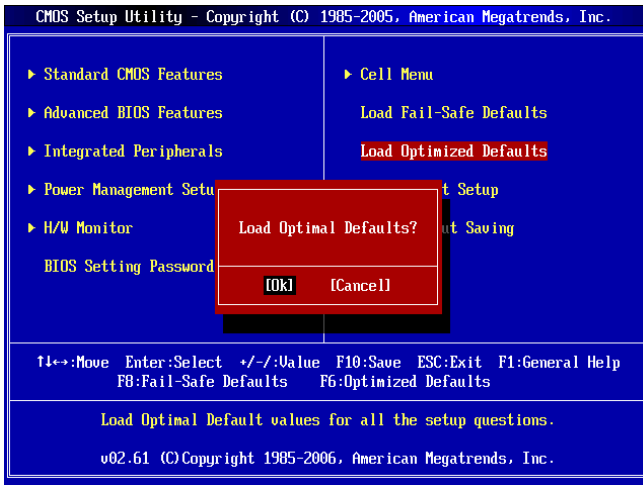 CMOS Setup Utility - Copyright (C) 1985-2005, American Megatrends, Inc.
Standard CMOS Features
Advanced BIOS Features
Integrated Peripherals
Power Management Setu
H/W Monitor
BIOS Setting Password
Cell Menu
Load Fail-Safe Defaults
Load Optimized Defaults
t Setup
ut Saving
Load Optimal Defaults?
[Ok] [Cancel]
↑↓←→:Move Enter:Select +/-/:Value F10:Save ESC:Exit F1:General Help
F8:Fail-Safe Defaults F6:Optimized Defaults
Load Optimal Default values for all the setup questions.
v02.61 (C)Copyright 1985-2006, American Megatrends, Inc.